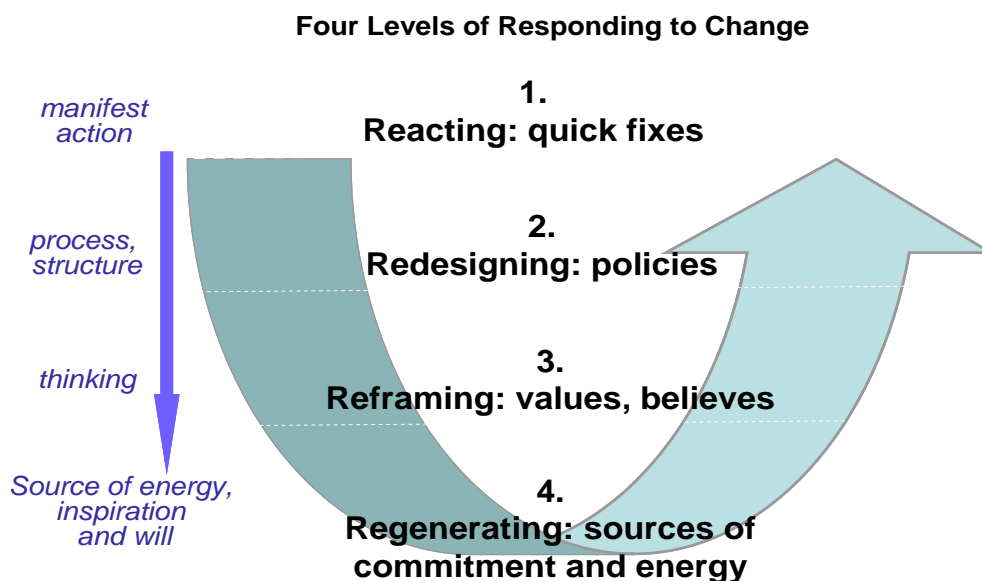 Four Levels of Responding to Change
1.
Reacting: quick fixes
manifest
action
2.
Redesigning: policies
process,
structure
3.
Reframing: values, believes
thinking
4.
Regenerating: sources of
commitment and energy
Source of energy,
inspiration
and will